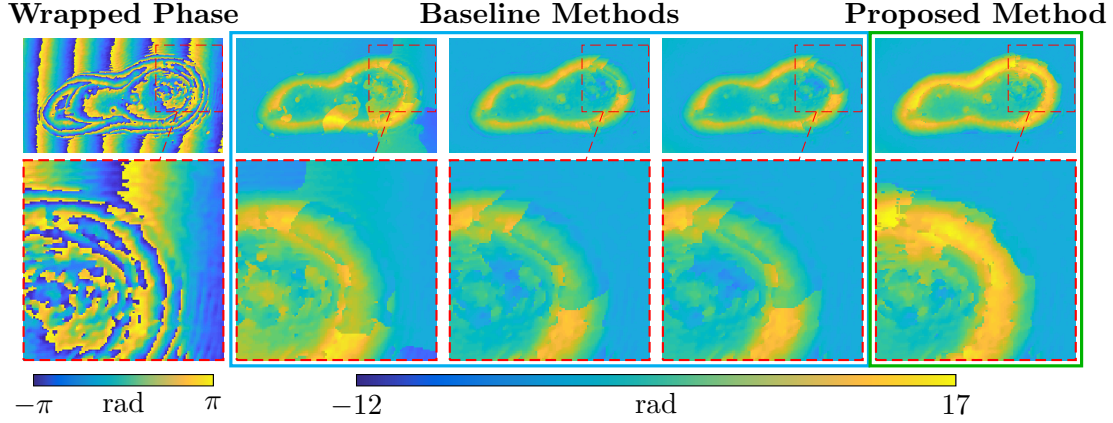 Wrapped Phase Baseline Methods Proposed Method
−π rad π −12 rad 17